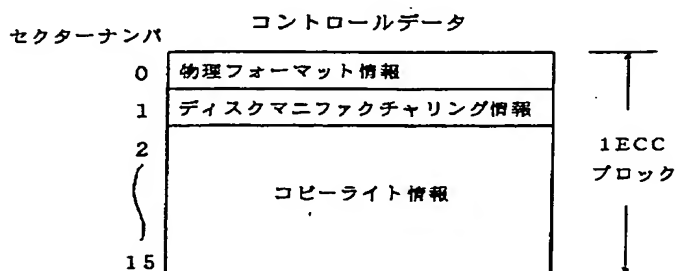 コントロールデータ
セクターナンバ
0 物理フォーマット情報
1 ディスクマニファクチャリング情報
2
1ECC
ブロック
コピーライト情報
15